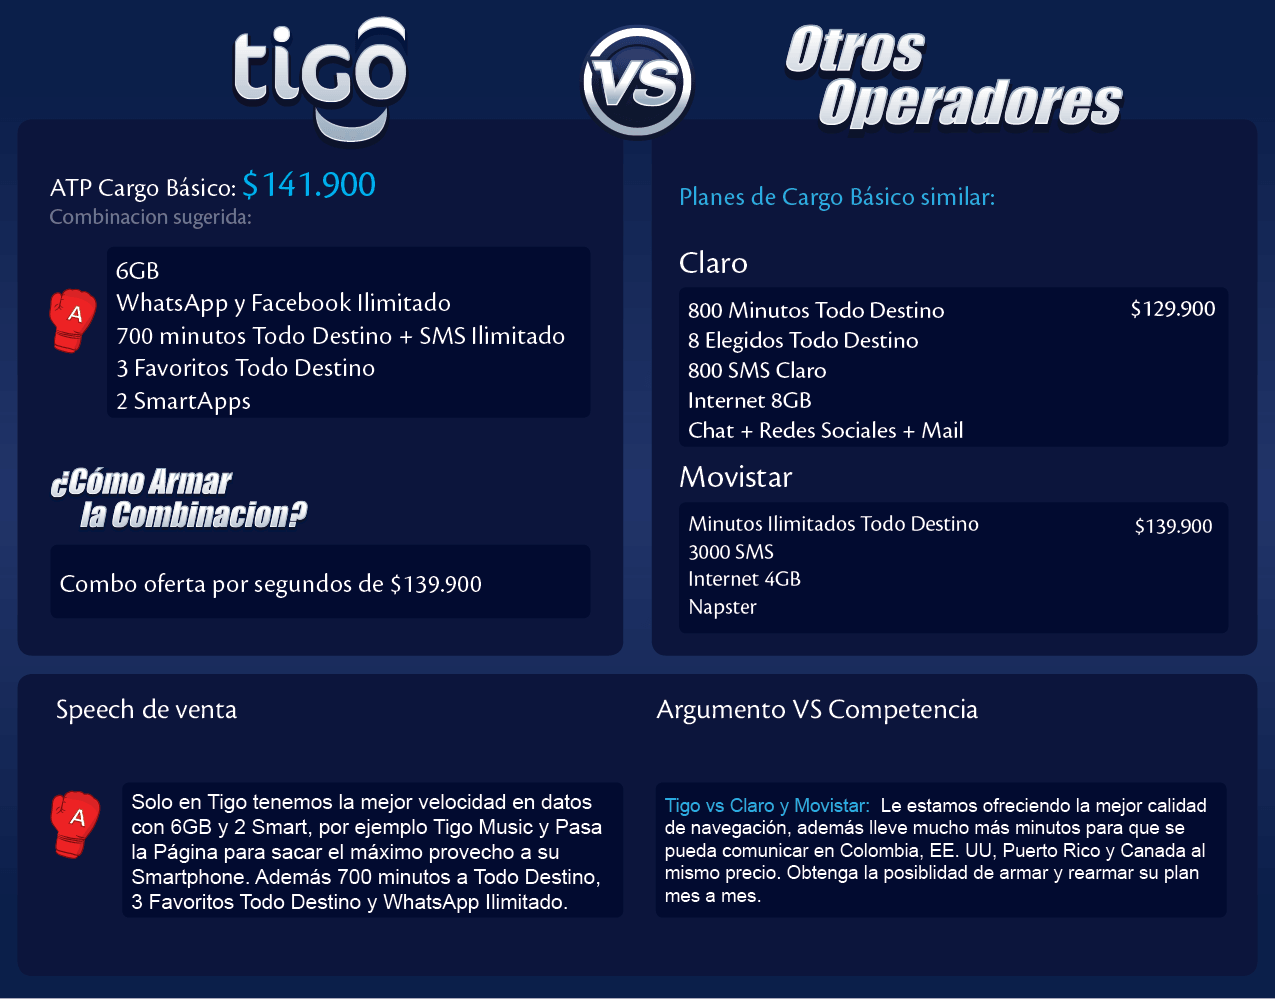 tigo
VS
Otros
Operadores
ATP Cargo Básico: $141.900
Combinacion sugerida:
A
6GB
WhatsApp y Facebook Ilimitado
700 minutos Todo Destino + SMS Ilimitado
3 Favoritos Todo Destino
2 SmartApps
¿Cómo Armar
la Combinacion?
Combo oferta por segundos de $139.900
Planes de Cargo Básico similar:
Claro
800 Minutos Todo Destino $129.900
8 Elegidos Todo Destino
800 SMS Claro
Internet 8GB
Chat + Redes Sociales + Mail
Movistar
Minutos Ilimitados Todo Destino $139.900
3000 SMS
Internet 4GB
Napster
Speech de venta
A
Solo en Tigo tenemos la mejor velocidad en datos
con 6GB y 2 Smart, por ejemplo Tigo Music y Pasa
la Página para sacar el máximo provecho a su
Smartphone. Además 700 minutos a Todo Destino,
3 Favoritos Todo Destino y WhatsApp Ilimitado.
Argumento VS Competencia
Tigo vs Claro y Movistar: Le estamos ofreciendo la mejor calidad
de navegación, además lleve mucho más minutos para que se
pueda comunicar en Colombia, EE. UU, Puerto Rico y Canada al
mismo precio. Obtenga la posiblidad de armar y rearmar su plan
mes a mes.